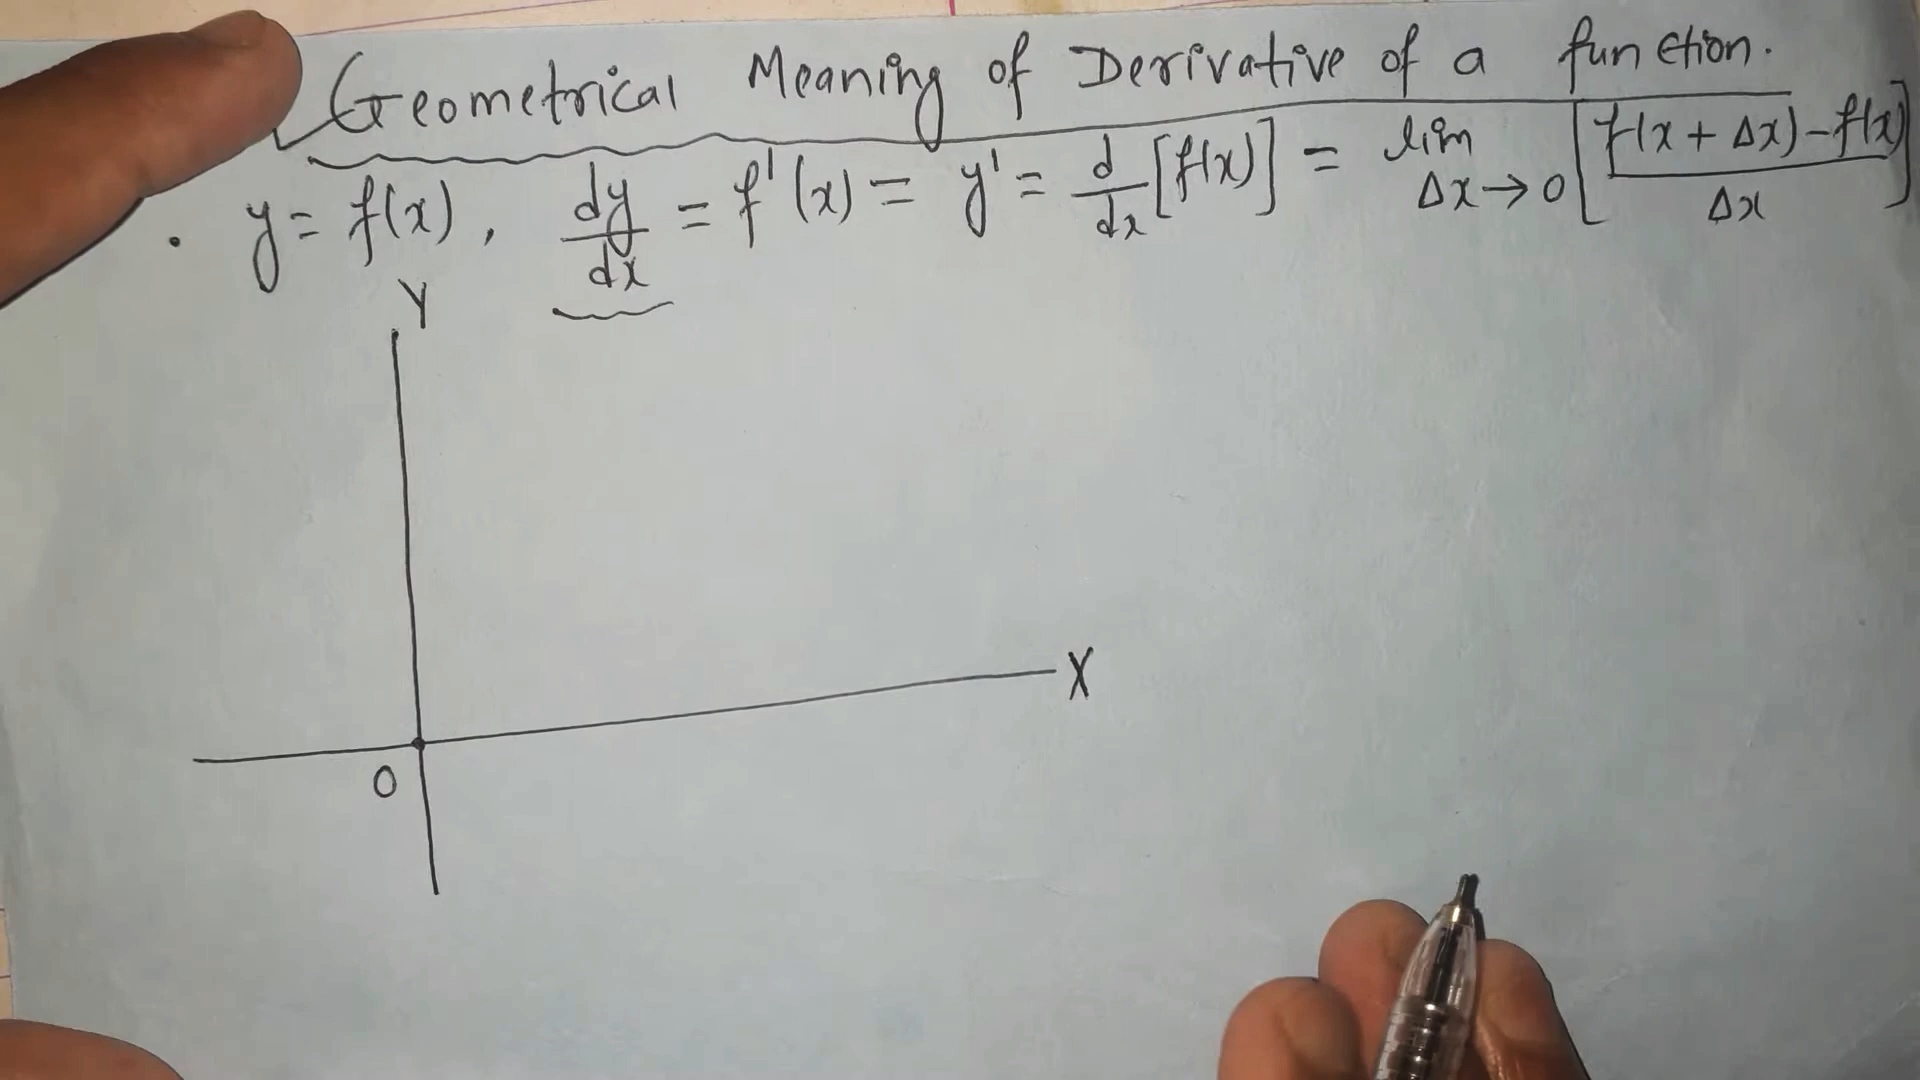 Geometrical Meaning of Derivative of a function.
. y = f(x), dy/dx = f'(x) = y' = d/dx [f(x)] = lim Δx→0 [f(x + Δx) - f(x) / Δx]
Y
X
O